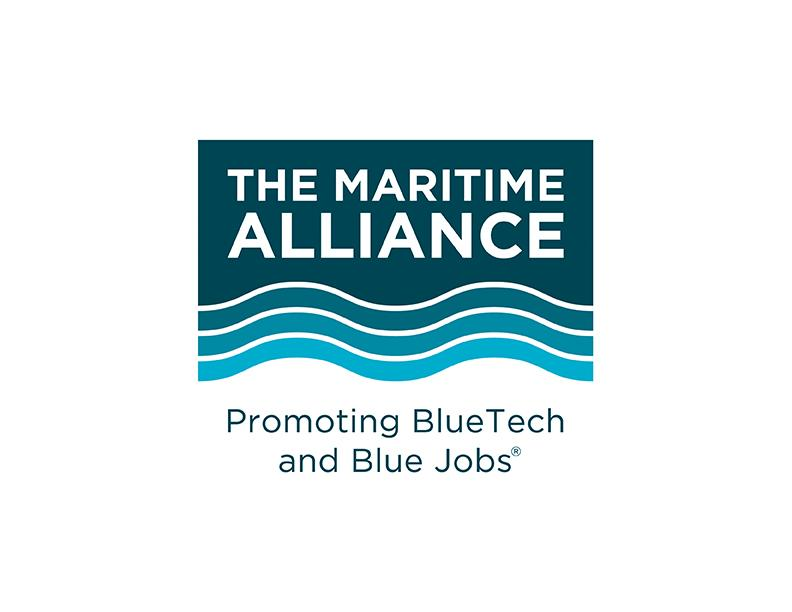 THE MARITIME
ALLIANCE
Promoting BlueTech
and Blue Jobs®